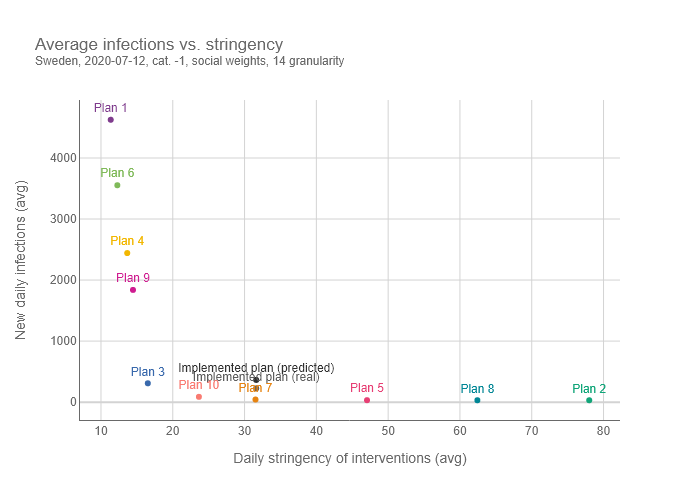 Average infections vs. stringency
Sweden, 2020-07-12, cat. -1, social weights, 14 granularity
Plan 1
4000
Plan 6
3000
Plan 4
Plan 9
2000
1000
Plan 3
Implemented plan (predicted)
Implemented plan (real)
Plan 10
Plan 7
Plan 5
Plan 8
Plan 2
0
10
20
30
40
50
60
70
80
New daily infections (avg)
Daily stringency of interventions (avg)